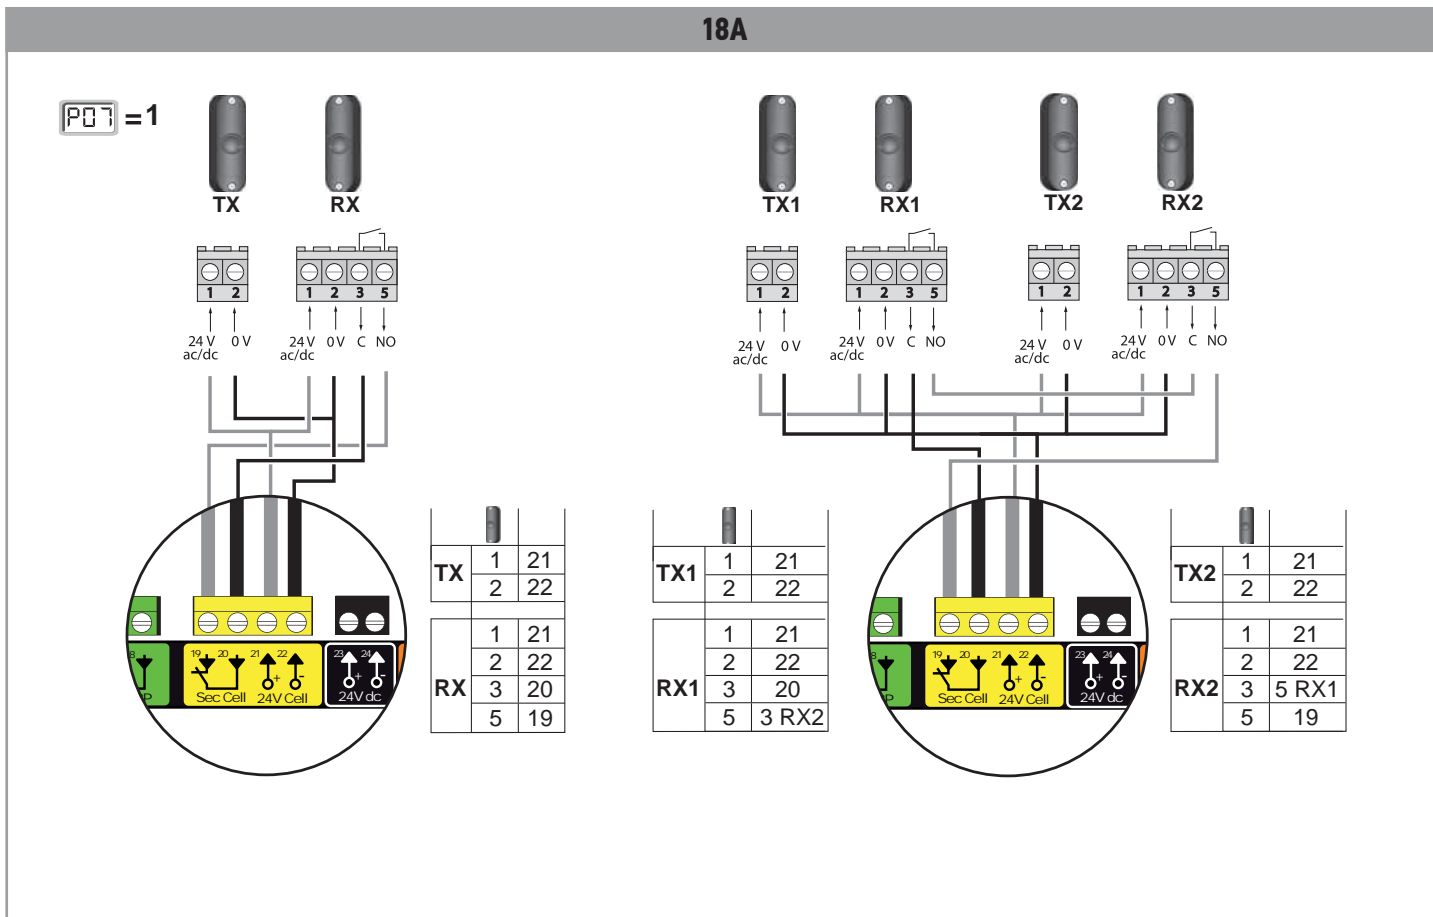 18A
P07 = 1
TX RX TX1 RX1 TX2 RX2
1 2 1 2 3 5 1 2 1 2 3 5 1 2 1 2 3 5
24 V ac/dc 0 V 24 V ac/dc 0 V C NO
24 V ac/dc 0 V 24 V ac/dc 0 V C NO
24 V ac/dc 0 V 24 V ac/dc 0 V C NO
8 19 20 21 22 23 24
+ - + -
P Sec Cell 24V Cell 24V dc
TX 1 21
2 22
RX 1 21
2 22
3 20
5 19
TX1 1 21
2 22
RX1 1 21
2 22
3 20
5 3 RX2
8 19 20 21 22 23 24
+ - + -
P Sec Cell 24V Cell 24V dc
TX2 1 21
2 22
RX2 1 21
2 22
3 5 RX1
5 19